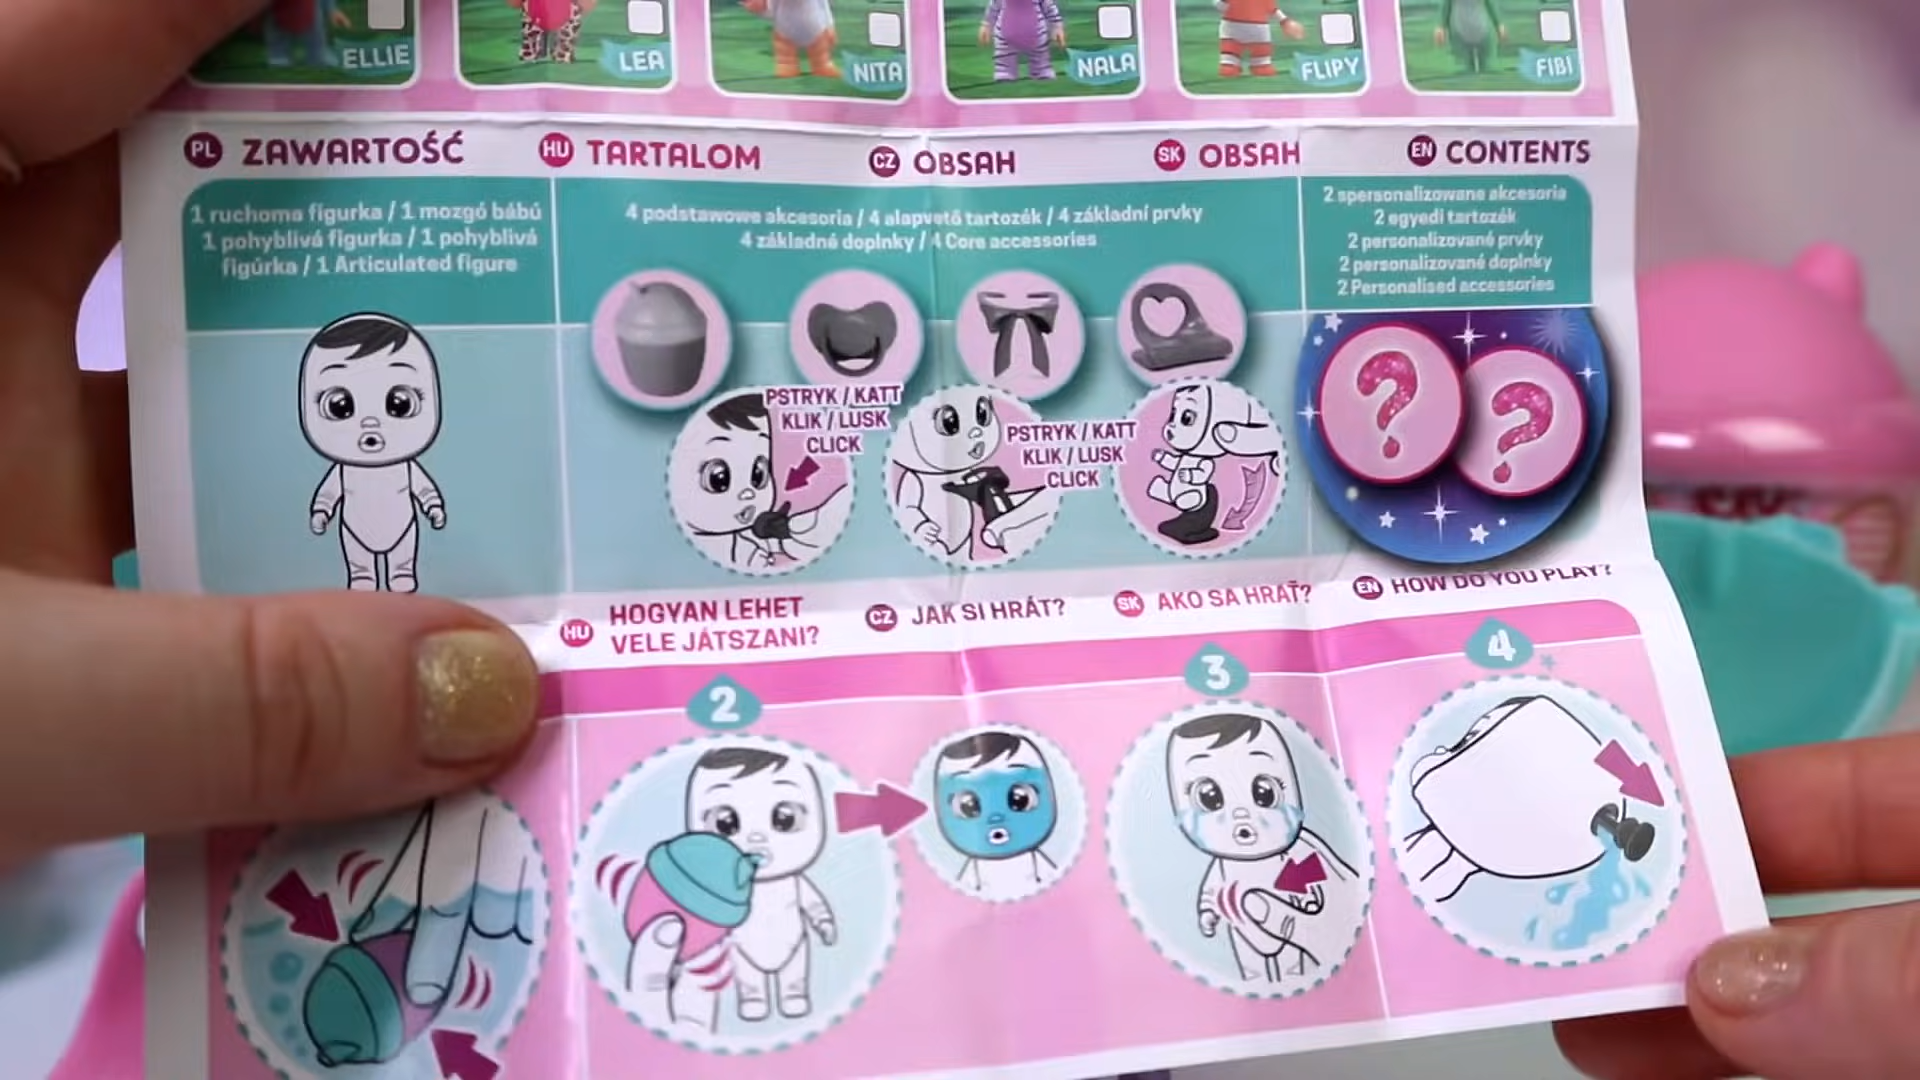 ELLIE
LEA
NITA
NALA
FLIPY
FIBI
PL ZAWARTOŚĆ
HU TARTALOM
CZ OBSAH
SK OBSAH
EN CONTENTS
1 ruchoma figurka / 1 mozgó bábú
1 pohyblivá figurka / 1 pohyblivá
figúrka / 1 Articulated figure
4 podstawowe akcesoria / 4 alapvető tartozék / 4 základní prvky
4 základné doplnky / 4 Core accessories
2 spersonalizowane akcesoria
2 egyedi tartozék
2 personalizované prvky
2 personalizované doplnky
2 Personalised accessories
PSTRYK / KATT
KLIK / LUSK
CLICK
PSTRYK / KATT
KLIK / LUSK
CLICK
? ?
HU HOGYAN LEHET
VELE JÁTSZANI?
CZ JAK SI HRÁT?
SK AKO SA HRAŤ?
EN HOW DO YOU PLAY?
2
3
4